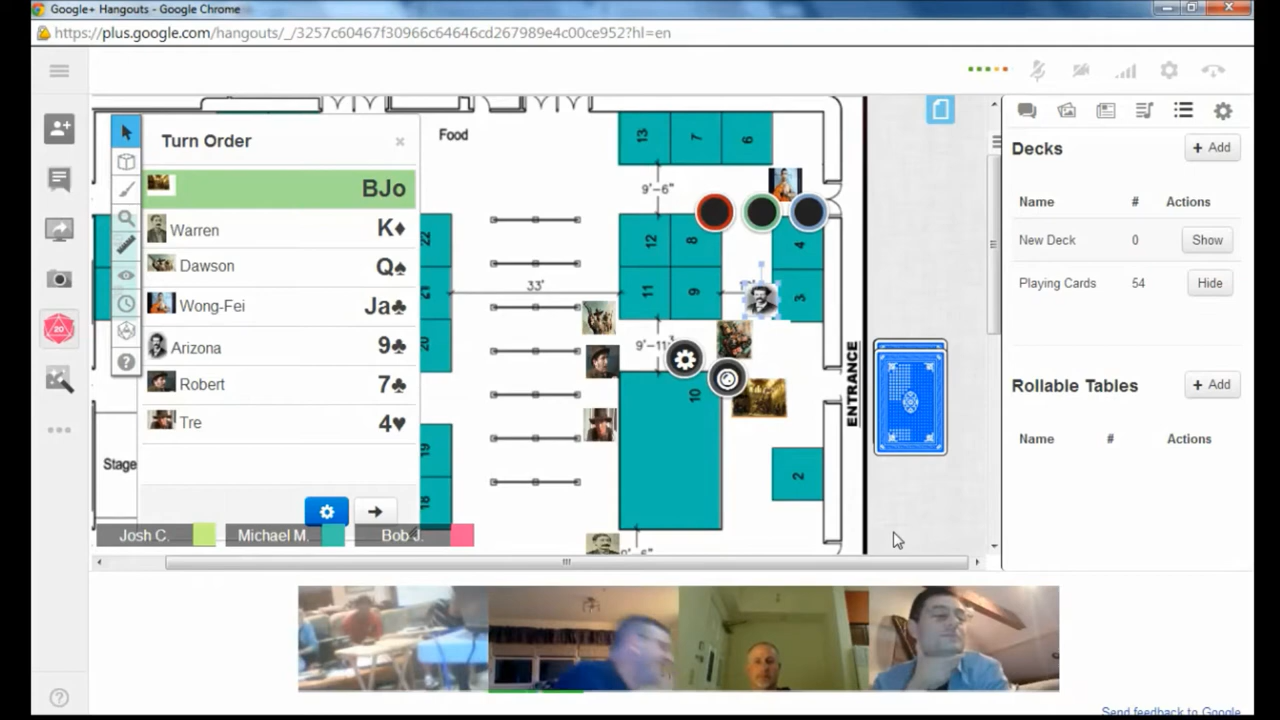 Google+ Hangouts - Google Chrome
https://plus.google.com/hangouts/_/3257c60467f30966c64646cd267989e4c00ce952?hl=en
Turn Order
×
BJo
Warren K♦
Dawson Q♠
Wong-Fei Ja♣
Arizona 9♣
Robert 7♣
Tre 4♥
20
?
Food
13 7 6
9'-6"
12 8 4
11 9 3
22
21
20
33'
9'-11"
10
19
18
2
Stage
ENTRANCE
9'-6"
Josh C. Michael M. Bob J.
Decks + Add
Name # Actions
New Deck 0 Show
Playing Cards 54 Hide
Rollable Tables + Add
Name # Actions
Send feedback to Google